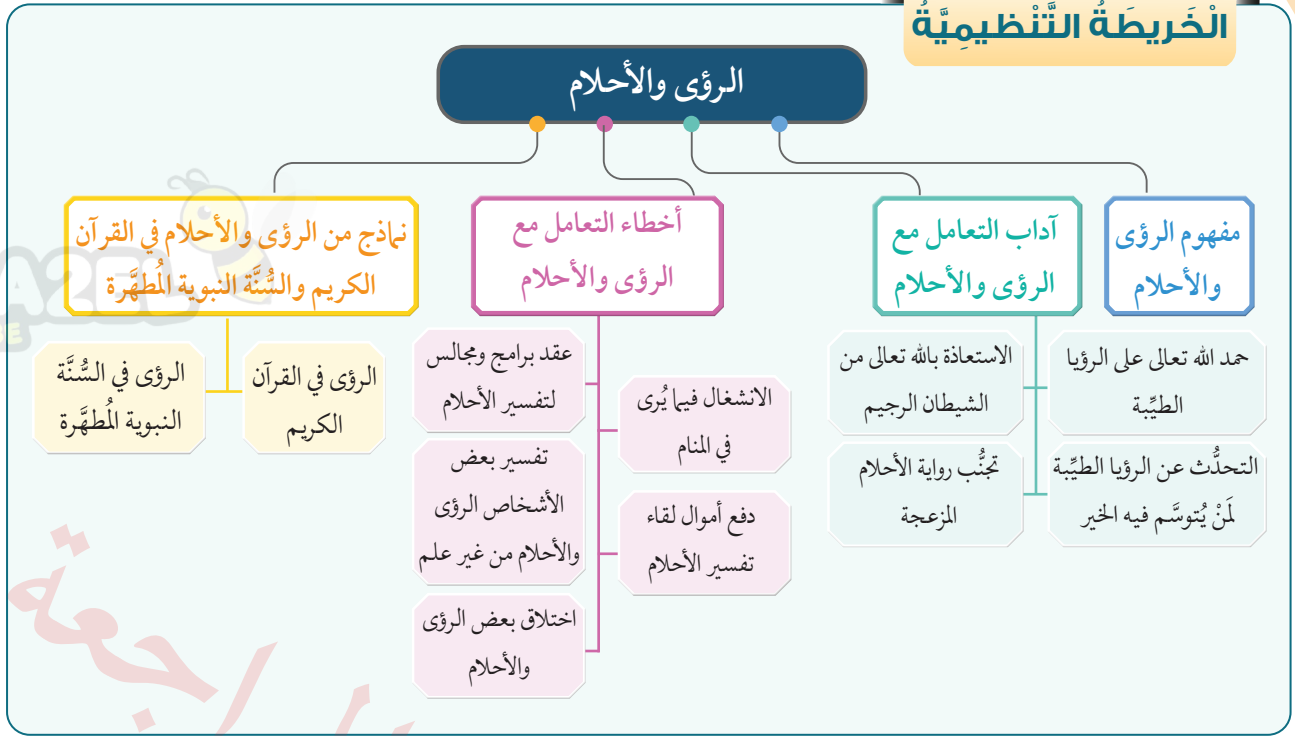 الْخَريطَةُ التَّنْظيمِيَّةُ
الرؤى والأحلام
مفهوم الرؤى
والأحلام
آداب التعامل مع
الرؤى والأحلام
حمد الله تعالى على الرؤيا
الطيِّبة
الاستعاذة بالله تعالى من
الشيطان الرجيم
التحدُّث عن الرؤيا الطيِّبة
لَمنْ يُتوسَّم فيه الخير
تجنُّب رواية الأحلام
المزعجة
أخطاء التعامل مع
الرؤى والأحلام
الانشغال فيما يُرى
في المنام
عقد برامج ومجالس
لتفسير الأحلام
دفع أموال لقاء
تفسير الأحلام
تفسير بعض
الأشخاص الرؤى
والأحلام من غير علم
اختلاق بعض الرؤى
والأحلام
نماذج من الرؤى والأحلام في القرآن
الكريم والسُّنَّة النبوية المُطهَّرة
الرؤى في القرآن
الكريم
الرؤى في السُّنَّة
النبوية المُطهَّرة